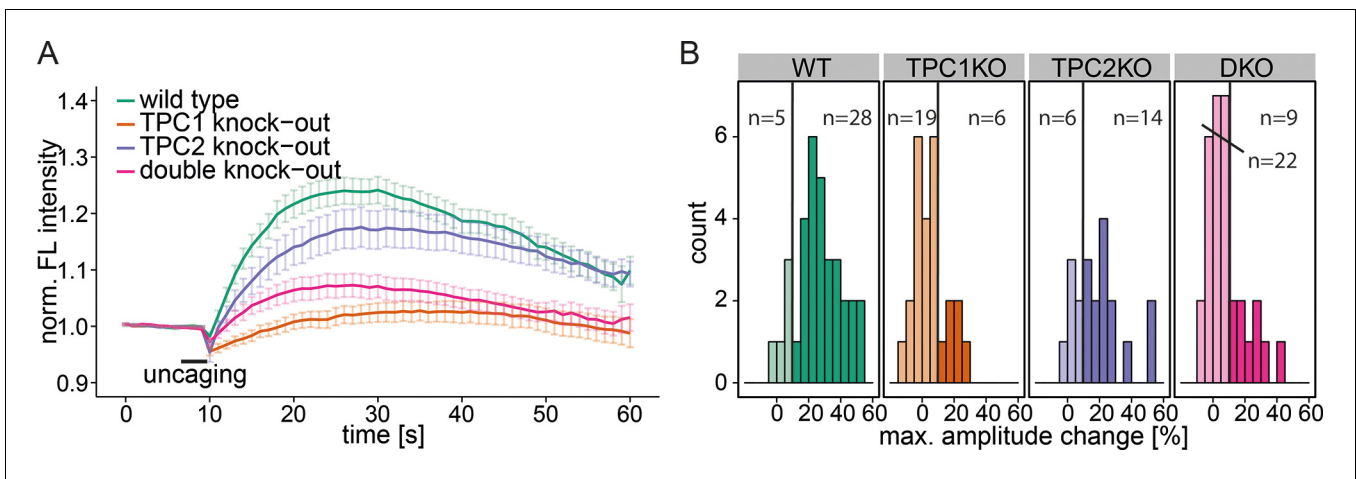 A
1.4
1.3
1.2
1.1
1.0
0.9
norm. FL intensity
wild type
TPC1 knock-out
TPC2 knock-out
double knock-out
uncaging
0 10 20 30 40 50 60
time [s]
B
WT TPC1KO TPC2KO DKO
n=5 n=28 n=19 n=6 n=6 n=14 n=9
n=22
6
4
2
0
count
0 20 40 60 0 20 40 60 0 20 40 60 0 20 40 60
max. amplitude change [%]